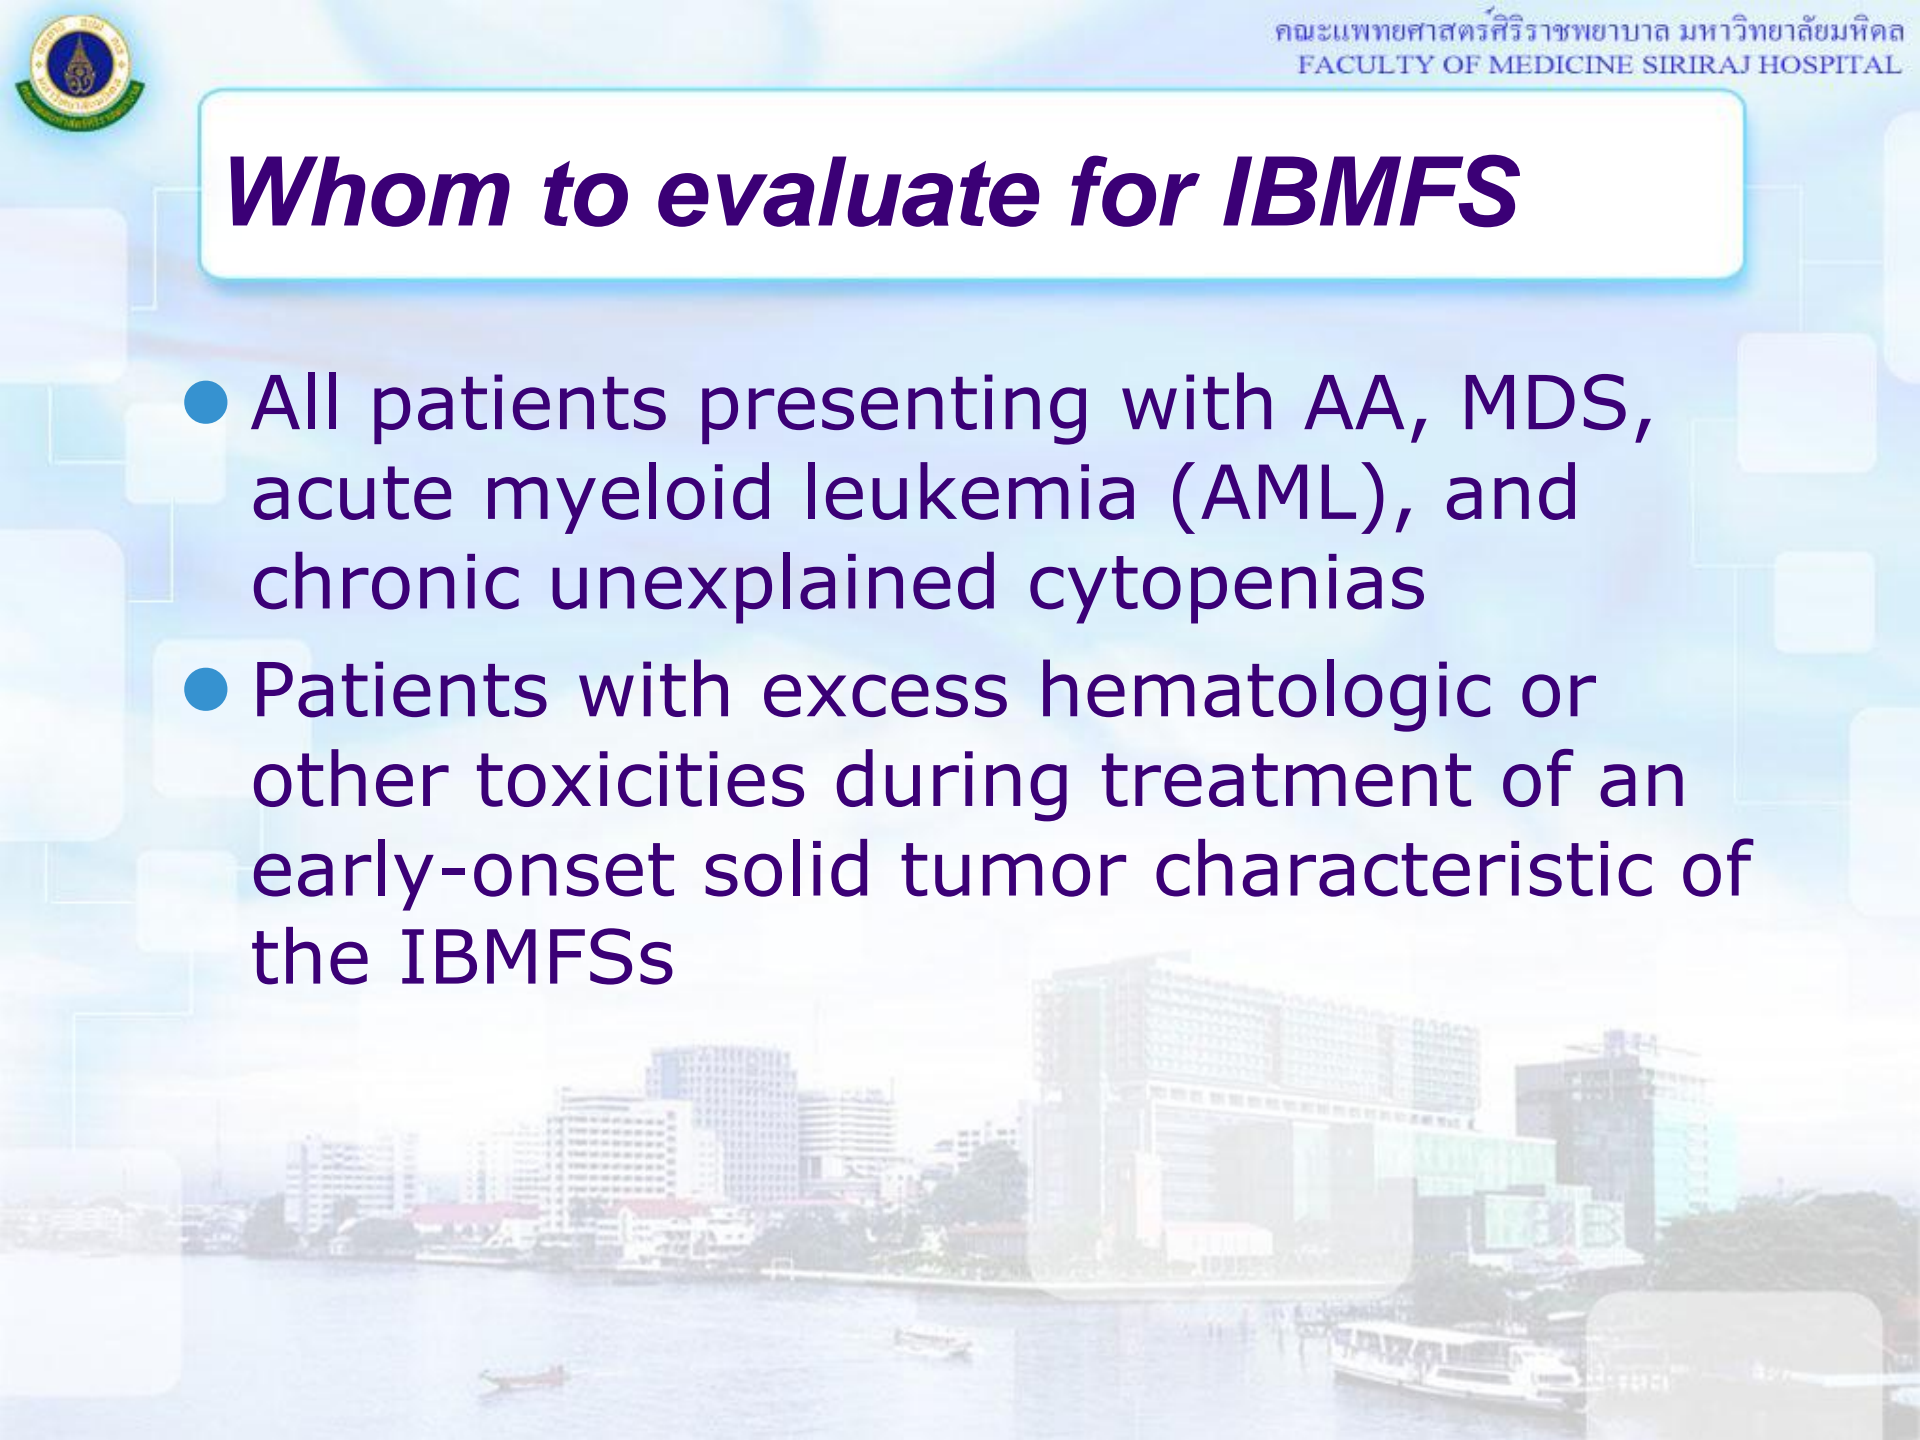 คณะแพทยศาสตร์ศิริราชพยาบาล มหาวิทยาลัยมหิดล
FACULTY OF MEDICINE SIRIRAJ HOSPITAL
Whom to evaluate for IBMFS
All patients presenting with AA, MDS,
acute myeloid leukemia (AML), and
chronic unexplained cytopenias
Patients with excess hematologic or
other toxicities during treatment of an
early-onset solid tumor characteristic of
the IBMFSs